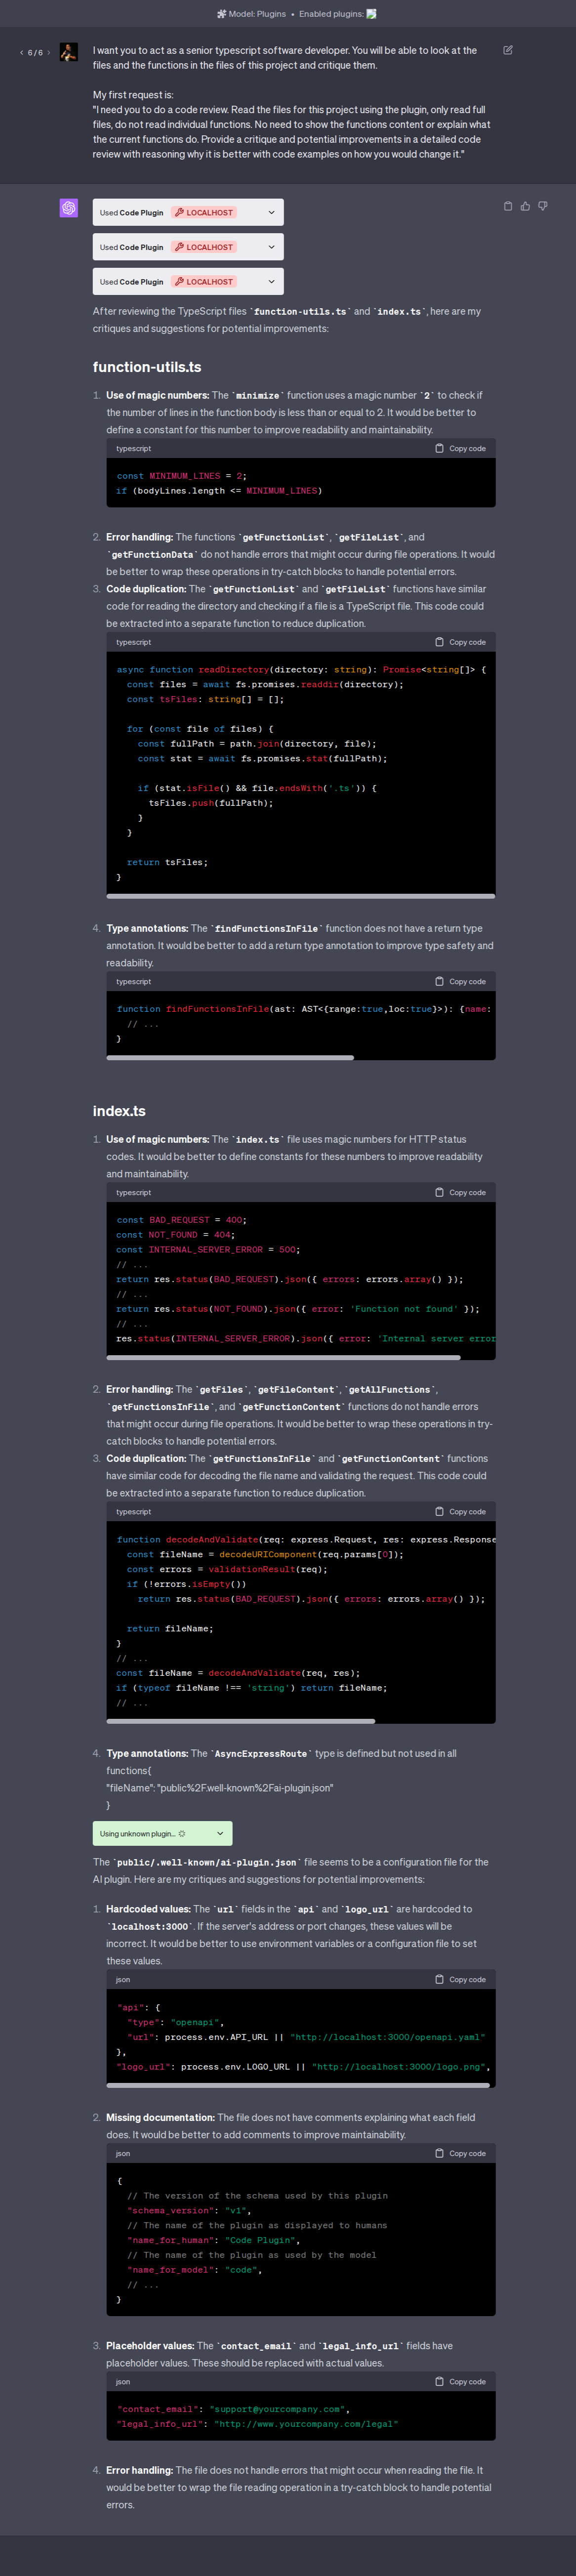 Model: Plugins • Enabled plugins:
6 / 6
I want you to act as a senior typescript software developer. You will be able to look at the
files and the functions in the files of this project and critique them.
My first request is:
"I need you to do a code review. Read the files for this project using the plugin, only read full
files, do not read individual functions. No need to show the functions content or explain what
the current functions do. Provide a critique and potential improvements in a detailed code
review with reasoning why it is better with code examples on how you would change it."
Used Code Plugin LOCALHOST
Used Code Plugin LOCALHOST
Used Code Plugin LOCALHOST
After reviewing the TypeScript files `function-utils.ts` and `index.ts`, here are my
critiques and suggestions for potential improvements:
function-utils.ts
1. Use of magic numbers: The `minimize` function uses a magic number `2` to check if
the number of lines in the function body is less than or equal to 2. It would be better to
define a constant for this number to improve readability and maintainability.
typescript Copy code
const MINIMUM_LINES = 2;
if (bodyLines.length <= MINIMUM_LINES)
2. Error handling: The functions `getFunctionList`, `getFileList`, and
`getFunctionData` do not handle errors that might occur during file operations. It would
be better to wrap these operations in try-catch blocks to handle potential errors.
3. Code duplication: The `getFunctionList` and `getFileList` functions have similar
code for reading the directory and checking if a file is a TypeScript file. This code could
be extracted into a separate function to reduce duplication.
typescript Copy code
async function readDirectory(directory: string): Promise<string[]> {
const files = await fs.promises.readdir(directory);
const tsFiles: string[] = [];
for (const file of files) {
const fullPath = path.join(directory, file);
const stat = await fs.promises.stat(fullPath);
if (stat.isFile() && file.endsWith('.ts')) {
tsFiles.push(fullPath);
}
}
return tsFiles;
}
4. Type annotations: The `findFunctionsInFile` function does not have a return type
annotation. It would be better to add a return type annotation to improve type safety and
readability.
typescript Copy code
function findFunctionsInFile(ast: AST<{range:true,loc:true}>): {name:
// ...
}
index.ts
1. Use of magic numbers: The `index.ts` file uses magic numbers for HTTP status
codes. It would be better to define constants for these numbers to improve readability
and maintainability.
typescript Copy code
const BAD_REQUEST = 400;
const NOT_FOUND = 404;
const INTERNAL_SERVER_ERROR = 500;
// ...
return res.status(BAD_REQUEST).json({ errors: errors.array() });
// ...
return res.status(NOT_FOUND).json({ error: 'Function not found' });
// ...
res.status(INTERNAL_SERVER_ERROR).json({ error: 'Internal server error
2. Error handling: The `getFiles`, `getFileContent`, `getAllFunctions`,
`getFunctionsInFile`, and `getFunctionContent` functions do not handle errors
that might occur during file operations. It would be better to wrap these operations in try-
catch blocks to handle potential errors.
3. Code duplication: The `getFunctionsInFile` and `getFunctionContent` functions
have similar code for decoding the file name and validating the request. This code could
be extracted into a separate function to reduce duplication.
typescript Copy code
function decodeAndValidate(req: express.Request, res: express.Response
const fileName = decodeURIComponent(req.params[0]);
const errors = validationResult(req);
if (!errors.isEmpty())
return res.status(BAD_REQUEST).json({ errors: errors.array() });
return fileName;
}
// ...
const fileName = decodeAndValidate(req, res);
if (typeof fileName !== 'string') return fileName;
// ...
4. Type annotations: The `AsyncExpressRoute` type is defined but not used in all
functions{
"fileName": "public%2F.well-known%2Fai-plugin.json"
}
Using unknown plugin...
The `public/.well-known/ai-plugin.json` file seems to be a configuration file for the
AI plugin. Here are my critiques and suggestions for potential improvements:
1. Hardcoded values: The `url` fields in the `api` and `logo_url` are hardcoded to
`localhost:3000`. If the server's address or port changes, these values will be
incorrect. It would be better to use environment variables or a configuration file to set
these values.
json Copy code
"api": {
"type": "openapi",
"url": process.env.API_URL || "http://localhost:3000/openapi.yaml"
},
"logo_url": process.env.LOGO_URL || "http://localhost:3000/logo.png",
2. Missing documentation: The file does not have comments explaining what each field
does. It would be better to add comments to improve maintainability.
json Copy code
{
// The version of the schema used by this plugin
"schema_version": "v1",
// The name of the plugin as displayed to humans
"name_for_human": "Code Plugin",
// The name of the plugin as used by the model
"name_for_model": "code",
// ...
}
3. Placeholder values: The `contact_email` and `legal_info_url` fields have
placeholder values. These should be replaced with actual values.
json Copy code
"contact_email": "support@yourcompany.com",
"legal_info_url": "http://www.yourcompany.com/legal"
4. Error handling: The file does not handle errors that might occur when reading the file. It
would be better to wrap the file reading operation in a try-catch block to handle potential
errors.